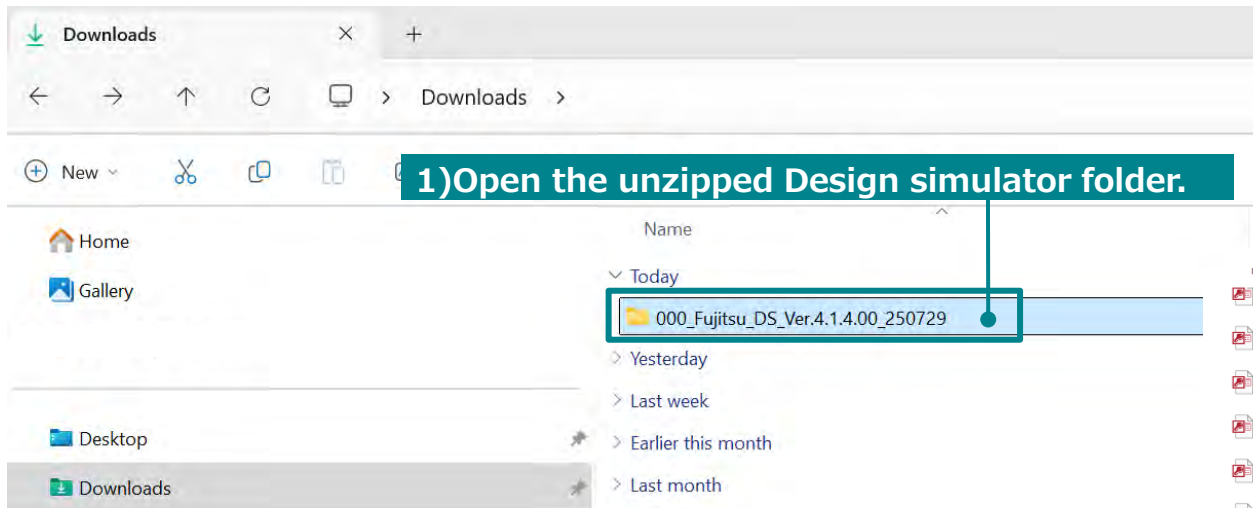 Downloads
Downloads
New
1)Open the unzipped Design simulator folder.
Home
Gallery
Desktop
Downloads
Name
Today
000_Fujitsu_DS_Ver.4.1.4.00_250729
Yesterday
Last week
Earlier this month
Last month